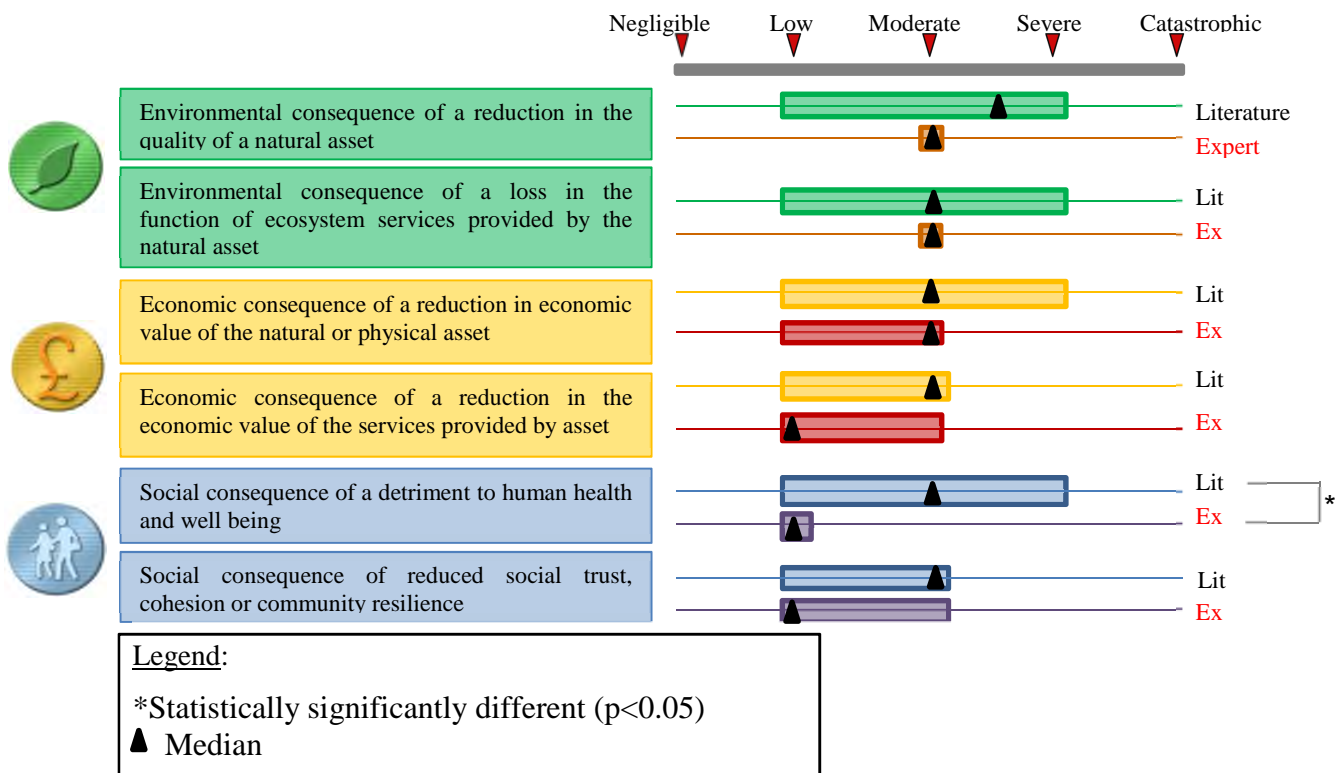 Negligible Low Moderate Severe Catastrophic
Environmental consequence of a reduction in the
quality of a natural asset
Literature
Expert
Environmental consequence of a loss in the
function of ecosystem services provided by the
natural asset
Lit
Ex
Economic consequence of a reduction in economic
value of the natural or physical asset
Lit
Ex
£
Economic consequence of a reduction in the
economic value of the services provided by asset
Lit
Ex
Social consequence of a detriment to human health
and well being
Lit
Ex
*
Social consequence of reduced social trust,
cohesion or community resilience
Lit
Ex
Legend:
*Statistically significantly different (p<0.05)
Median